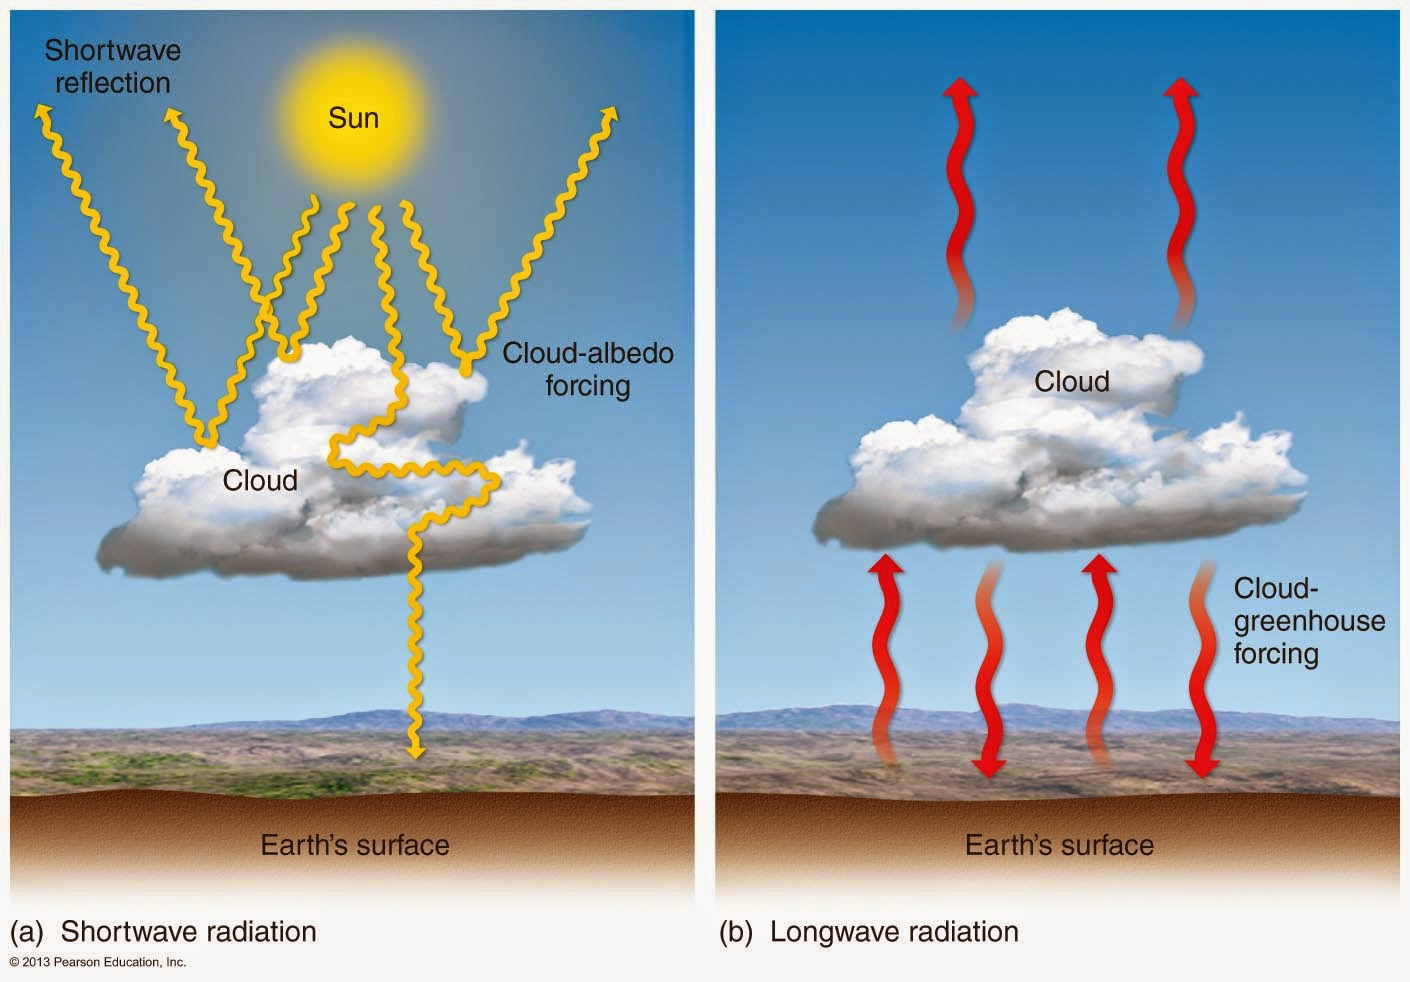 Shortwave
reflection
Sun
Cloud-albedo
forcing
Cloud
Earth's surface
(a) Shortwave radiation
© 2013 Pearson Education, Inc.
Cloud
Cloud-
greenhouse
forcing
Earth's surface
(b) Longwave radiation